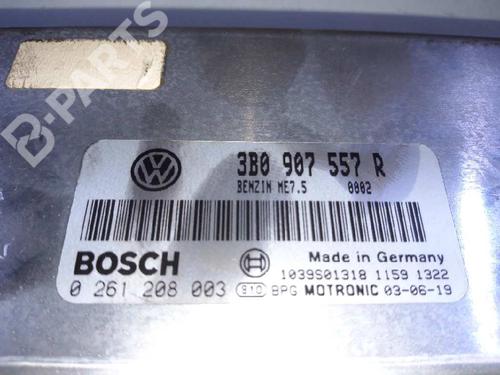 B-PARTS
3B0 907 557 R
BENZIN ME7.5 0002
BOSCH
Made in Germany
1039S01318 1159 1322
0 261 208 003 910 BPG MOTRONIC 03-06-19